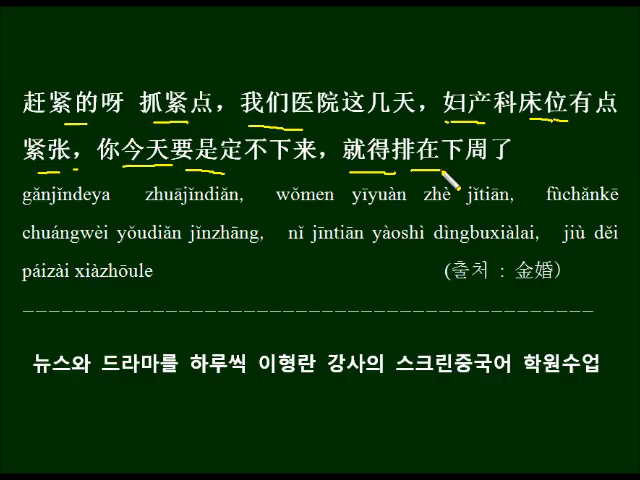 赶紧的呀 抓紧点，我们医院这几天，妇产科床位有点
紧张，你今天要是定不下来，就得排在下周了
gǎnjǐndeya zhuājǐndiǎn, wǒmen yīyuàn zhè jǐtiān, fùchǎnkē
chuángwèi yǒudiǎn jǐnzhāng, nǐ jīntiān yàoshì dìngbuxiàlai, jiù děi
páizài xiàzhōule (출처 : 金婚)
뉴스와 드라마를 하루씩 이형란 강사의 스크린중국어 학원수업